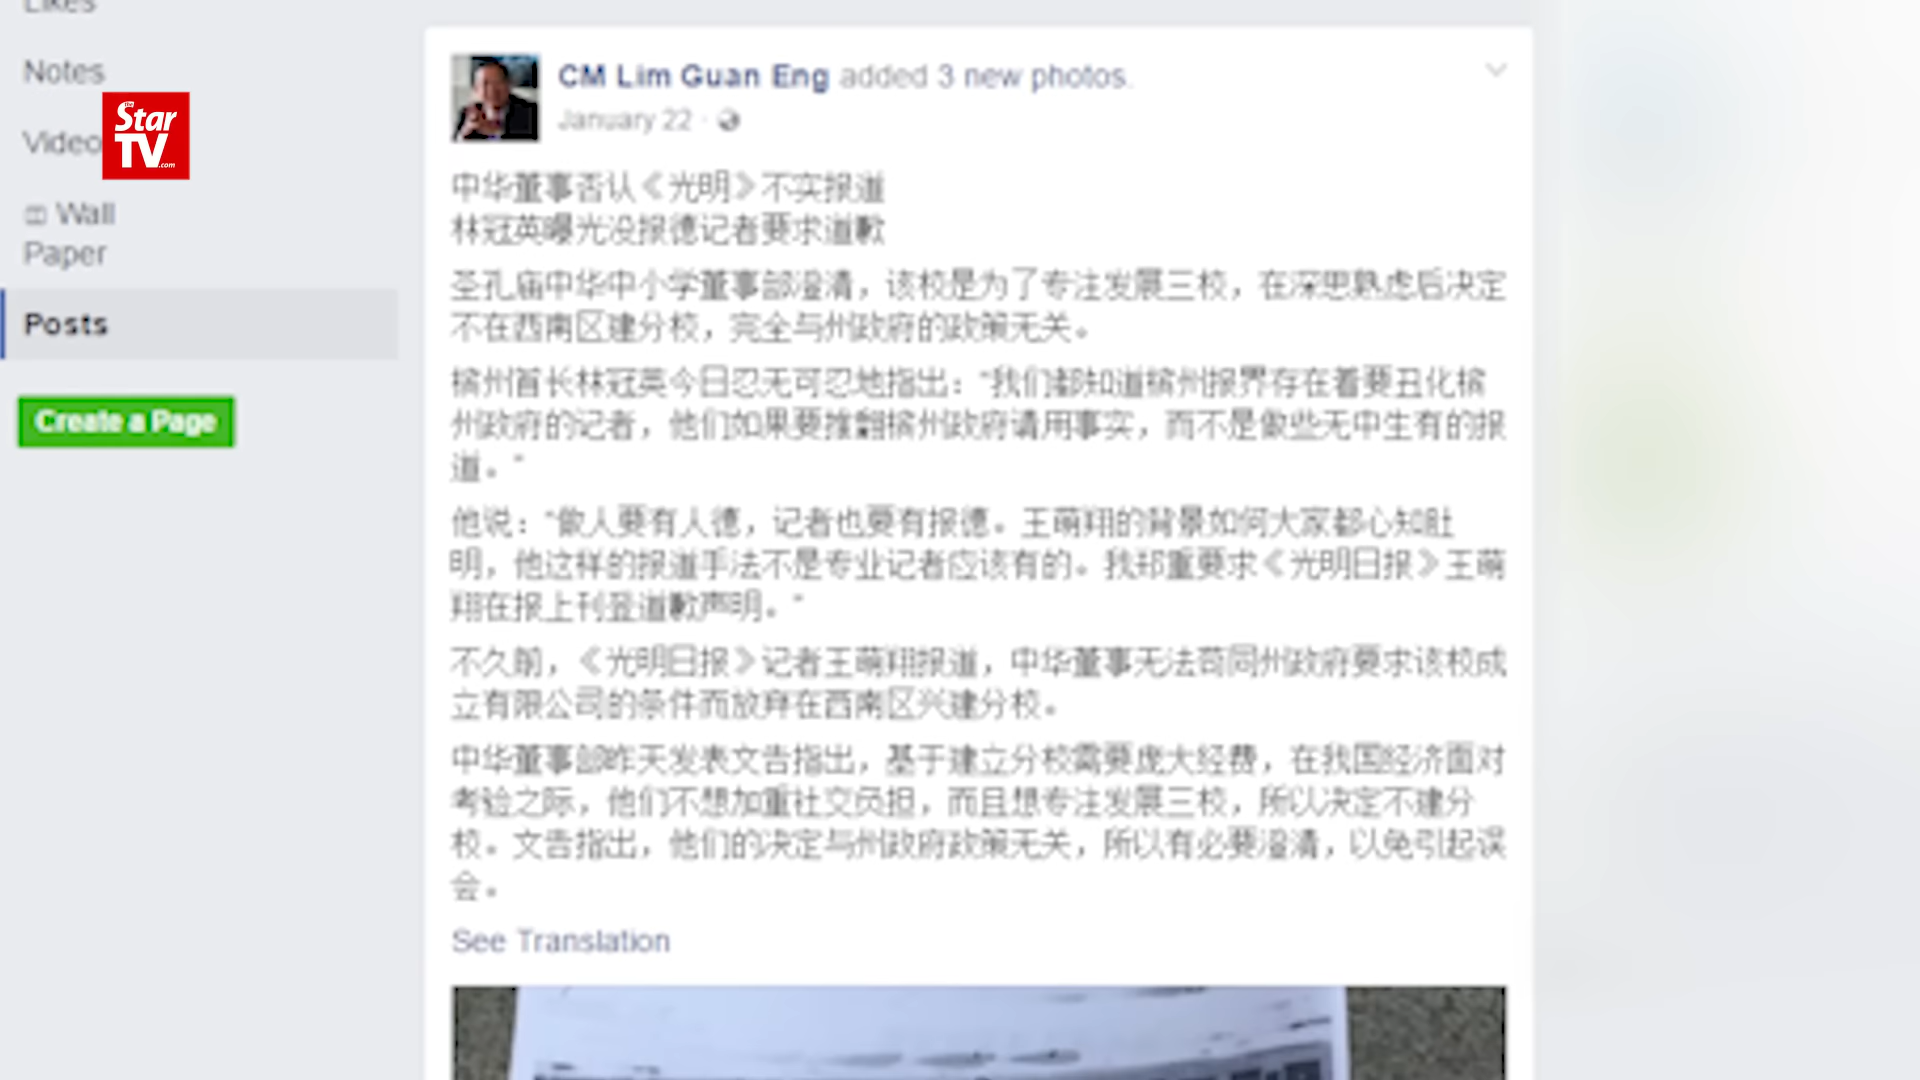 Likes
Notes
Video
The Star TV .com
Wall
Paper
Posts
Create a Page
CM Lim Guan Eng added 3 new photos.
January 22 ·
中华董事否认《光明》不实报道
林冠英曝光没报德记者要求道歉
圣孔庙中华中小学董事部澄清，该校是为了专注发展三校，在深思熟虑后决定
不在西南区建分校，完全与州政府的政策无关。
槟州首长林冠英今日忍无可忍地指出：“我们都知道槟州报界存在着要丑化槟
州政府的记者，他们如果要推翻槟州政府请用事实，而不是做些无中生有的报
道。”
他说：“做人要有人德，记者也要有报德。王萌翔的背景如何大家都心知肚
明，他这样的报道手法不是专业记者应该有的。我郑重要求《光明日报》王萌
翔在报上刊登道歉声明。”
不久前，《光明日报》记者王萌翔报道，中华董事无法苟同州政府要求该校成
立有限公司的条件而放弃在西南区兴建分校。
中华董事部昨天发表文告指出，基于建立分校需要庞大经费，在我国经济面对
考验之际，他们不想加重社交负担，而且想专注发展三校，所以决定不建分
校。文告指出，他们的决定与州政府政策无关，所以有必要澄清，以免引起误
会。
See Translation